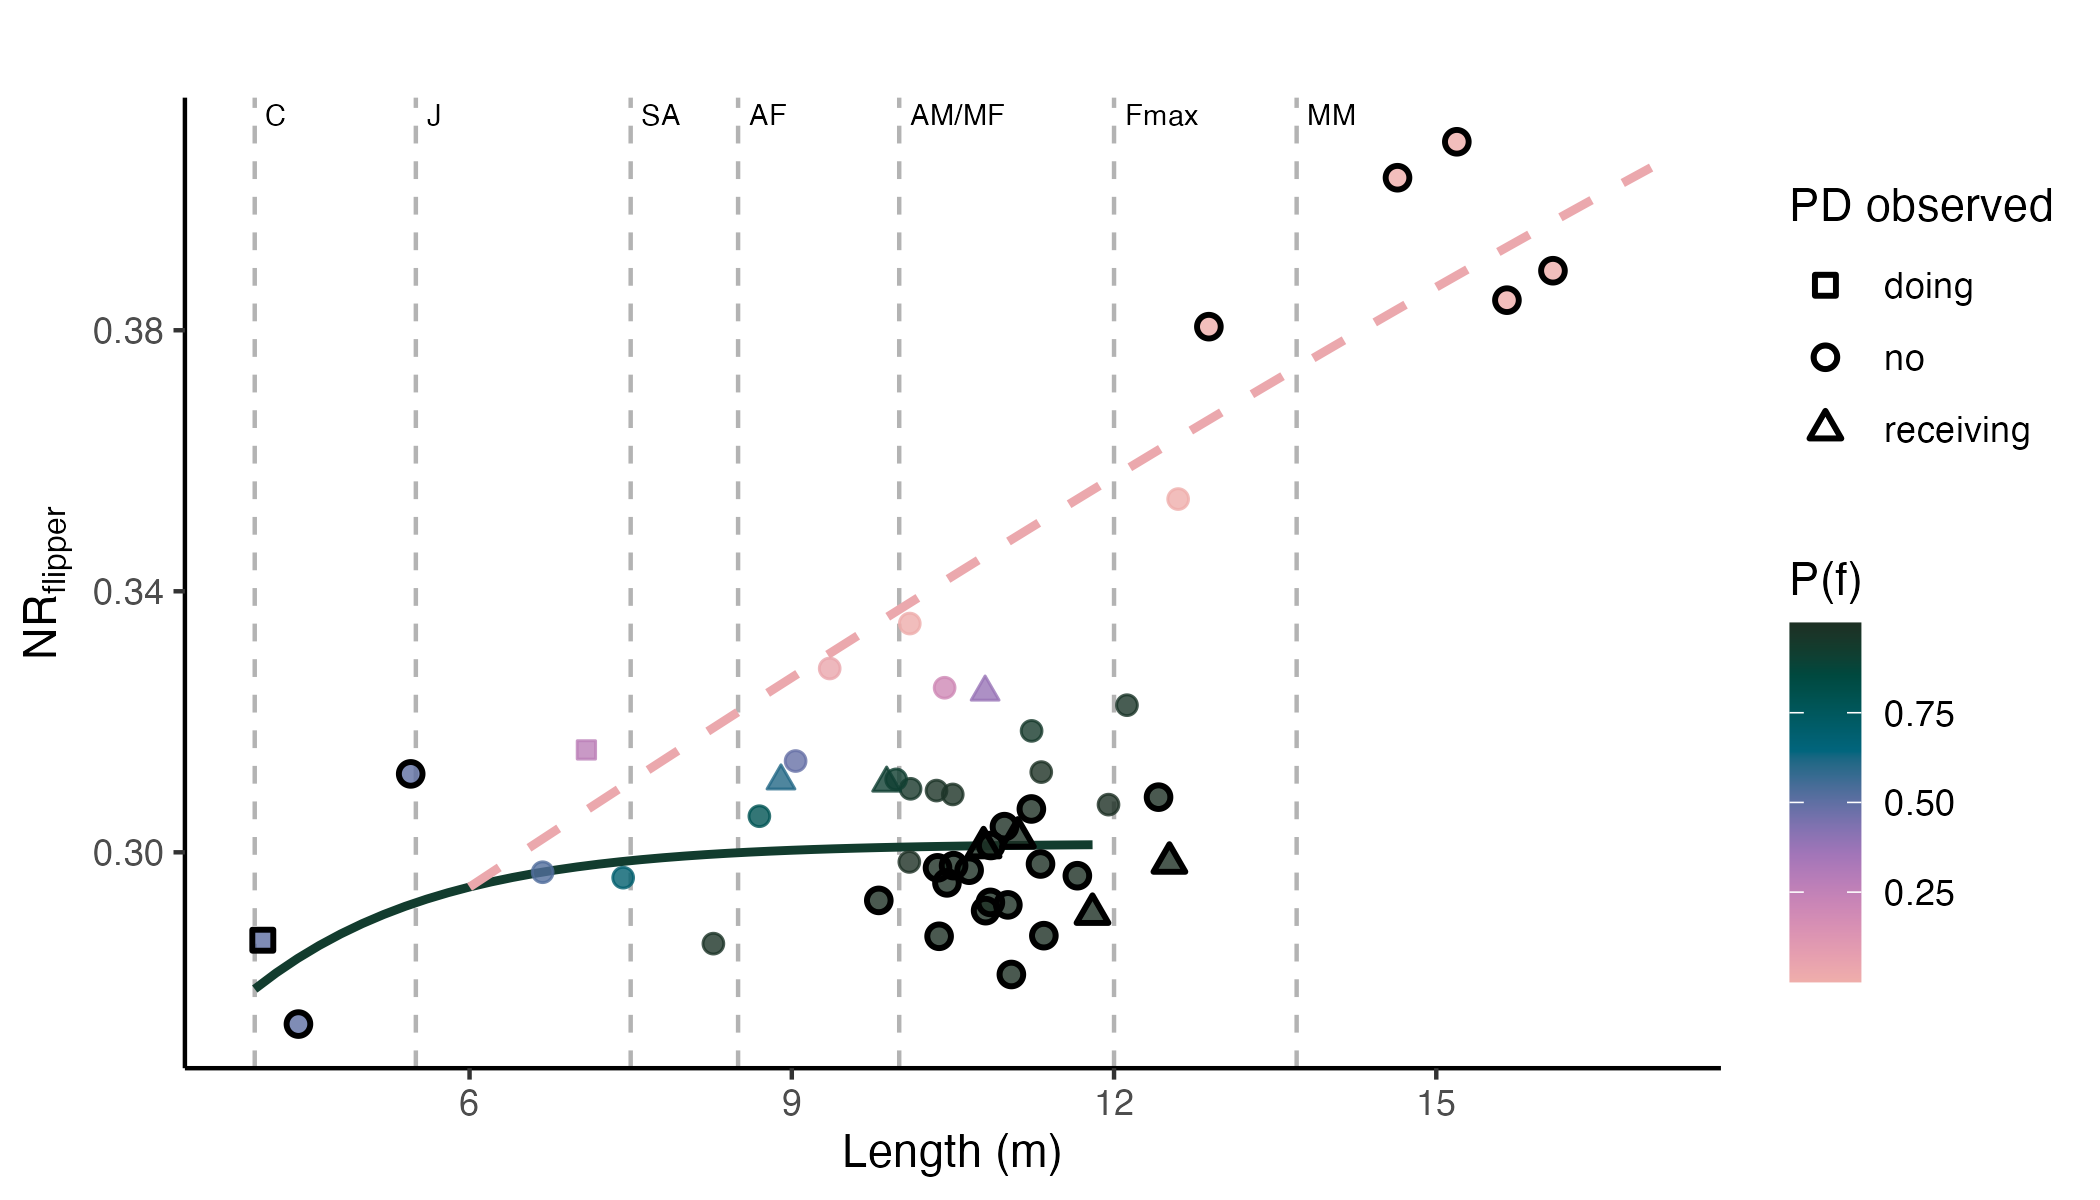 C J SA AF AM/MF Fmax MM
0.38
0.34
0.30
NRflipper
6 9 12 15
Length (m)
PD observed
doing
no
receiving
P(f)
0.75
0.50
0.25